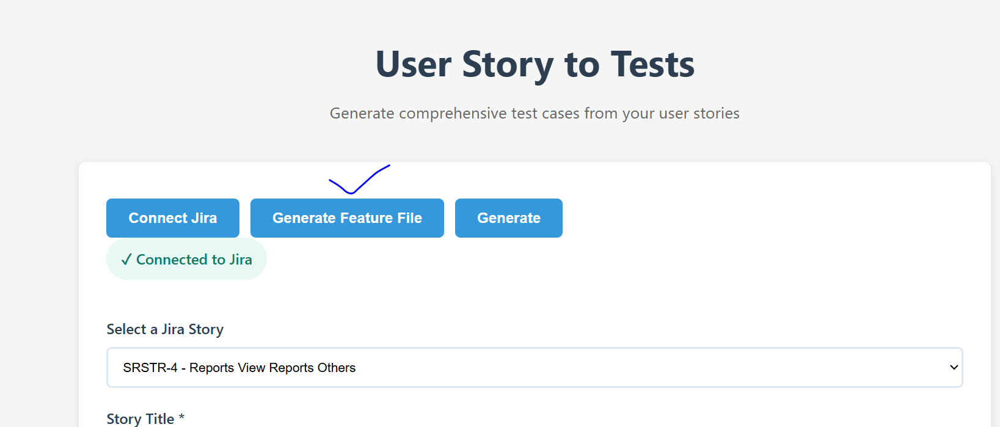 User Story to Tests
Generate comprehensive test cases from your user stories
Connect Jira Generate Feature File Generate
✓ Connected to Jira
Select a Jira Story
SRSTR-4 - Reports View Reports Others
Story Title *